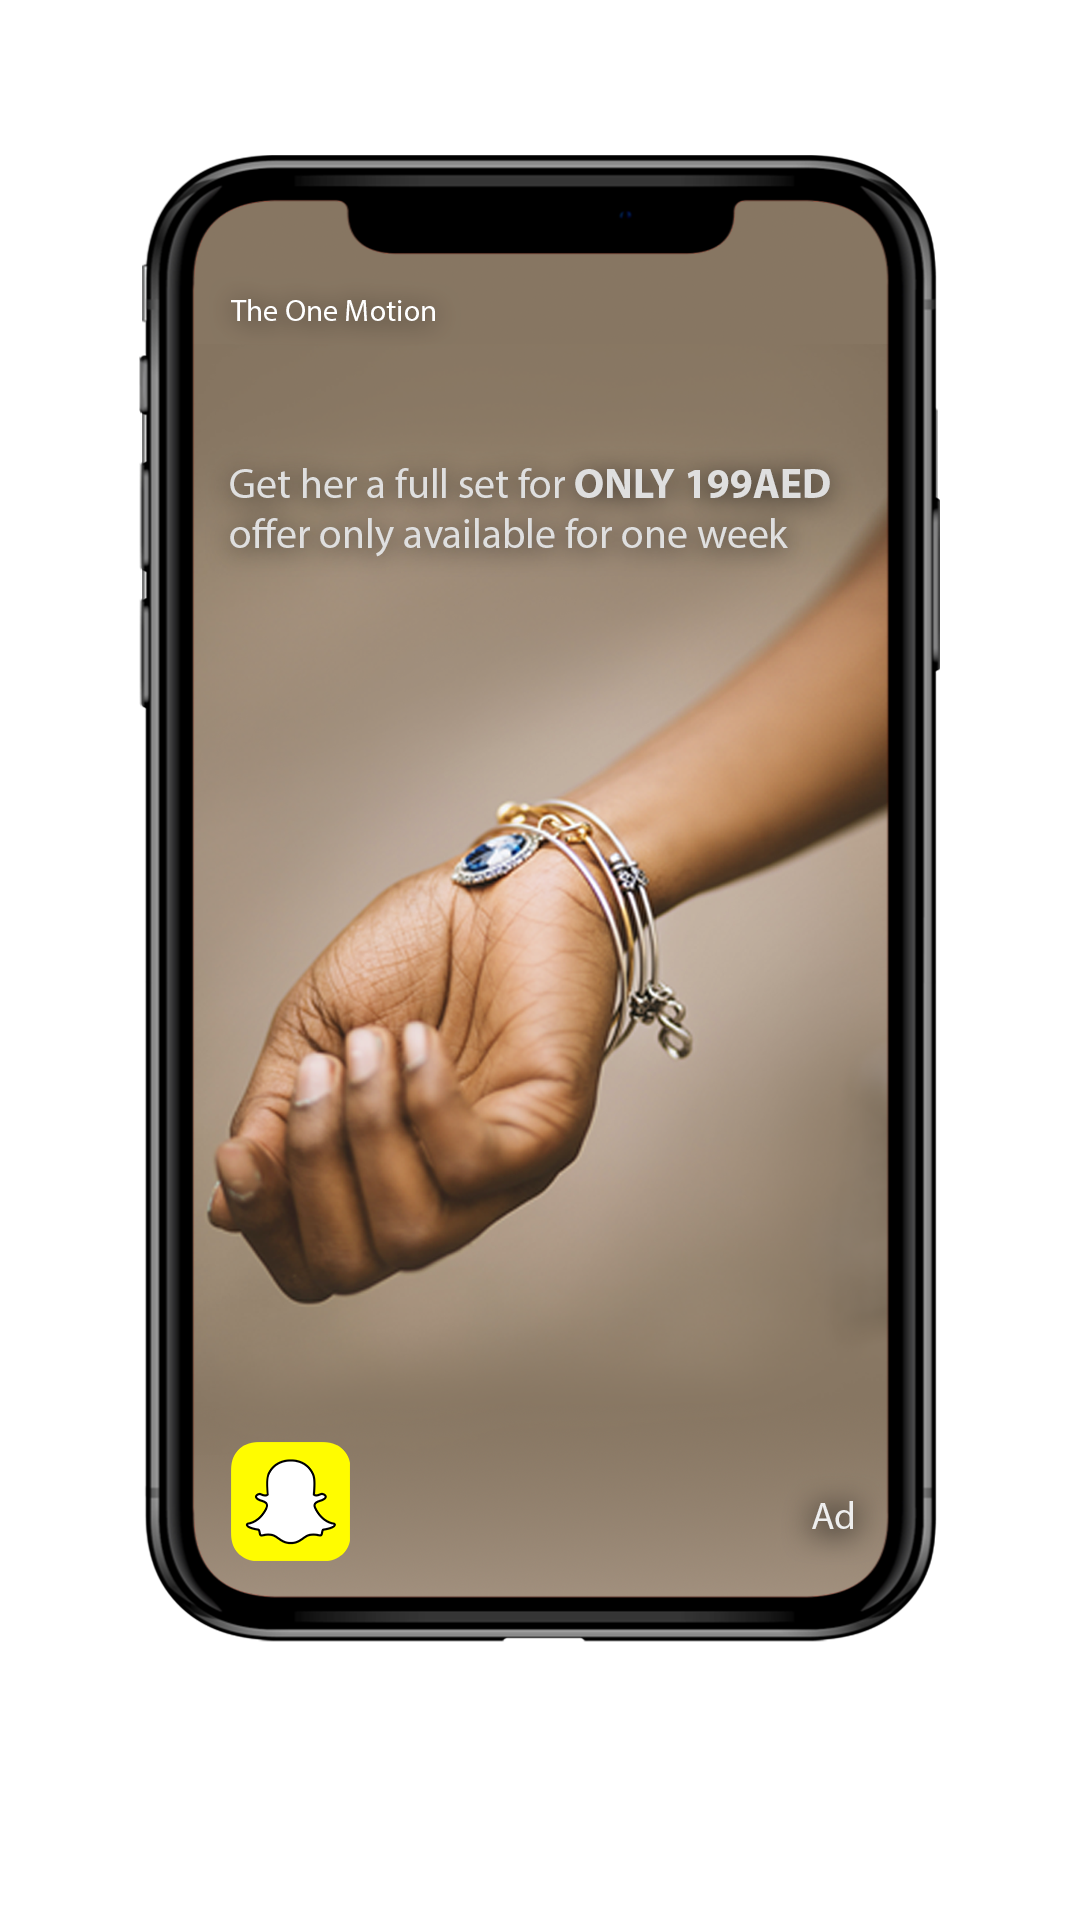 The One Motion
Get her a full set for ONLY 199AED
offer only available for one week
Ad